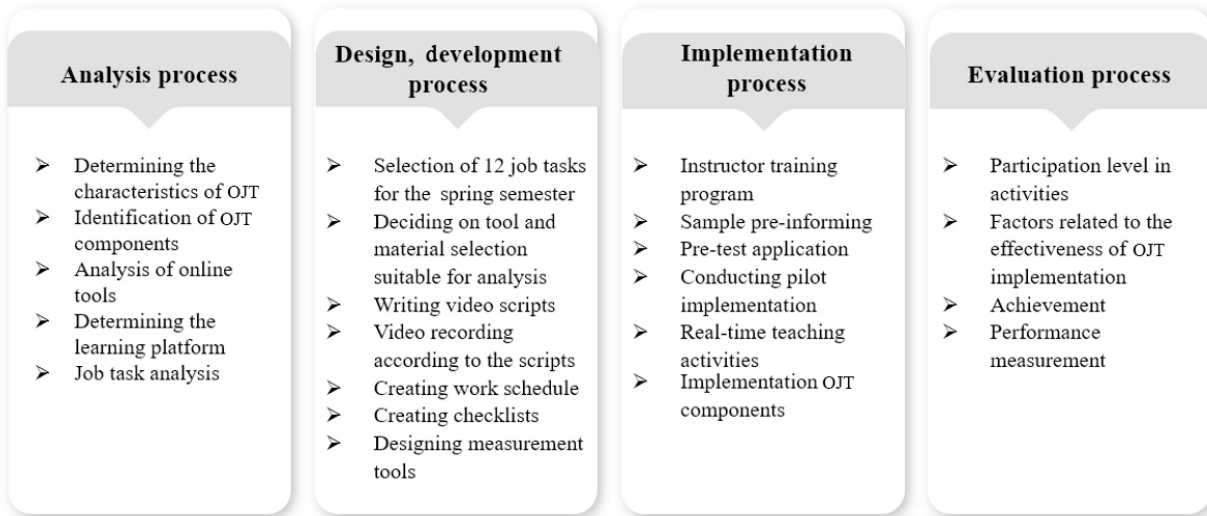 Analysis process
➢ Determining the
characteristics of OJT
➢ Identification of OJT
components
➢ Analysis of online
tools
➢ Determining the
learning platform
➢ Job task analysis
Design, development
process
➢ Selection of 12 job tasks
for the spring semester
➢ Deciding on tool and
material selection
suitable for analysis
➢ Writing video scripts
➢ Video recording
according to the scripts
➢ Creating work schedule
➢ Creating checklists
➢ Designing measurement
tools
Implementation
process
➢ Instructor training
program
➢ Sample pre-informing
➢ Pre-test application
➢ Conducting pilot
implementation
➢ Real-time teaching
activities
➢ Implementation OJT
components
Evaluation process
➢ Participation level in
activities
➢ Factors related to the
effectiveness of OJT
implementation
➢ Achievement
➢ Performance
measurement